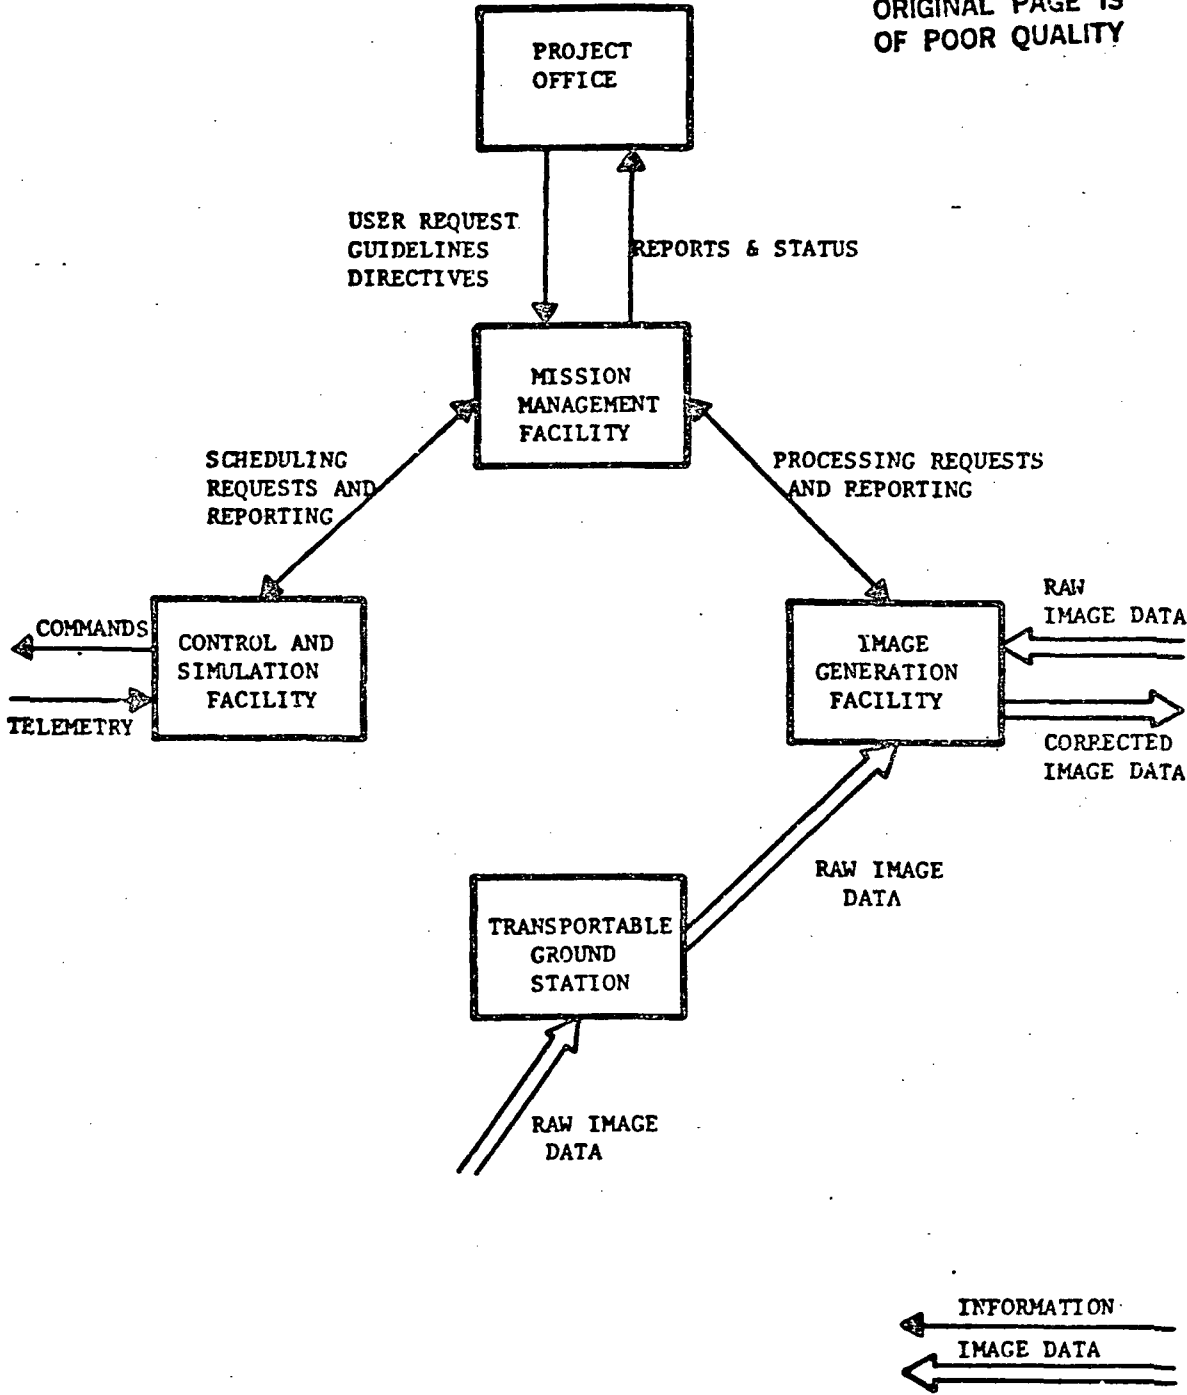 ORIGINAL PAGE IS
OF POOR QUALITY
PROJECT
OFFICE
USER REQUEST
GUIDELINES
DIRECTIVES
REPORTS & STATUS
MISSION
MANAGEMENT
FACILITY
SCHEDULING
REQUESTS AND
REPORTING
PROCESSING REQUESTS
AND REPORTING
COMMANDS
TELEMETRY
CONTROL AND
SIMULATION
FACILITY
IMAGE
GENERATION
FACILITY
RAW
IMAGE DATA
CORRECTED
IMAGE DATA
RAW IMAGE
DATA
TRANSPORTABLE
GROUND
STATION
RAW IMAGE
DATA
INFORMATION
IMAGE DATA